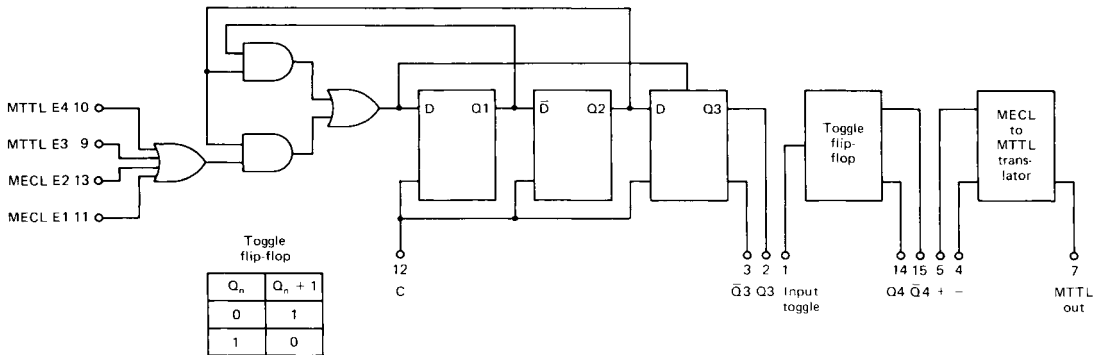 MTTL E4 10
MTTL E3 9
MECL E2 13
MECL E1 11
D Q1
D̅ Q2
D Q3
Toggle
flip-
flop
MECL
to
MTTL
trans-
lator
12
C
3 2 1 14 15 5 4 7
Q̅3 Q3 Input
toggle
Q4 Q̅4 + −
MTTL
out
Toggle
flip-flop
Qn Qn + 1
0 1
1 0